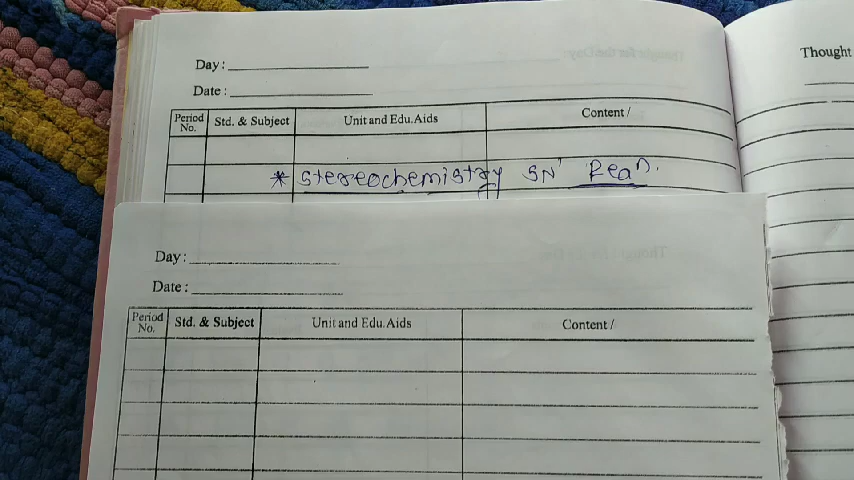 Day:
Thought
Date:
Period No. Std. & Subject Unit and Edu. Aids Content /
* Stereochemistry SN' Rean.
Day:
Date:
Period No. Std. & Subject Unit and Edu. Aids Content /